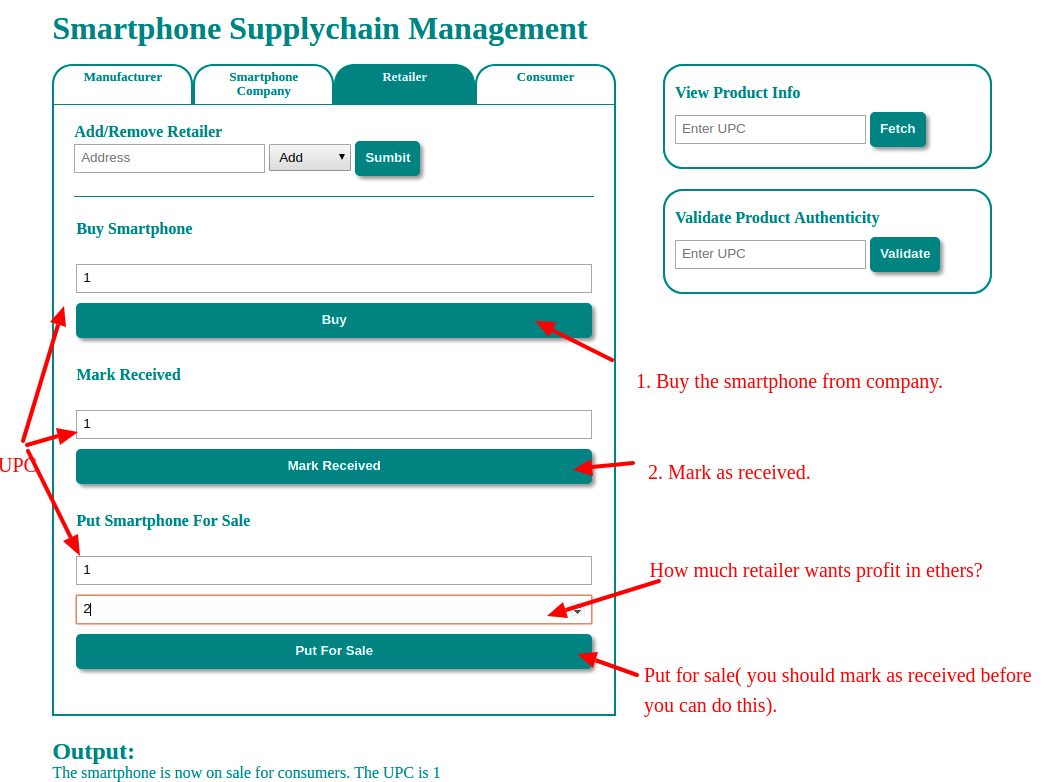 Smartphone Supplychain Management
Manufacturer
Smartphone
Company
Retailer
Consumer
Add/Remove Retailer
Address
Add
Sumbit
Buy Smartphone
1
Buy
Mark Received
1
Mark Received
Put Smartphone For Sale
1
2
Put For Sale
View Product Info
Enter UPC
Fetch
Validate Product Authenticity
Enter UPC
Validate
UPC
1. Buy the smartphone from company.
2. Mark as received.
How much retailer wants profit in ethers?
Put for sale( you should mark as received before
you can do this).
Output:
The smartphone is now on sale for consumers. The UPC is 1